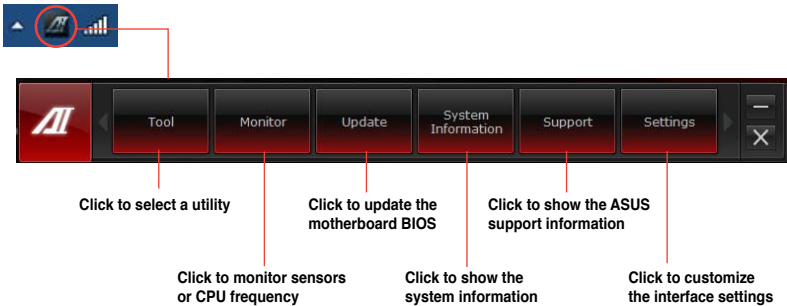 AI
Tool
Monitor
Update
System
Information
Support
Settings
Click to select a utility
Click to update the
motherboard BIOS
Click to show the ASUS
support information
Click to monitor sensors
or CPU frequency
Click to show the
system information
Click to customize
the interface settings